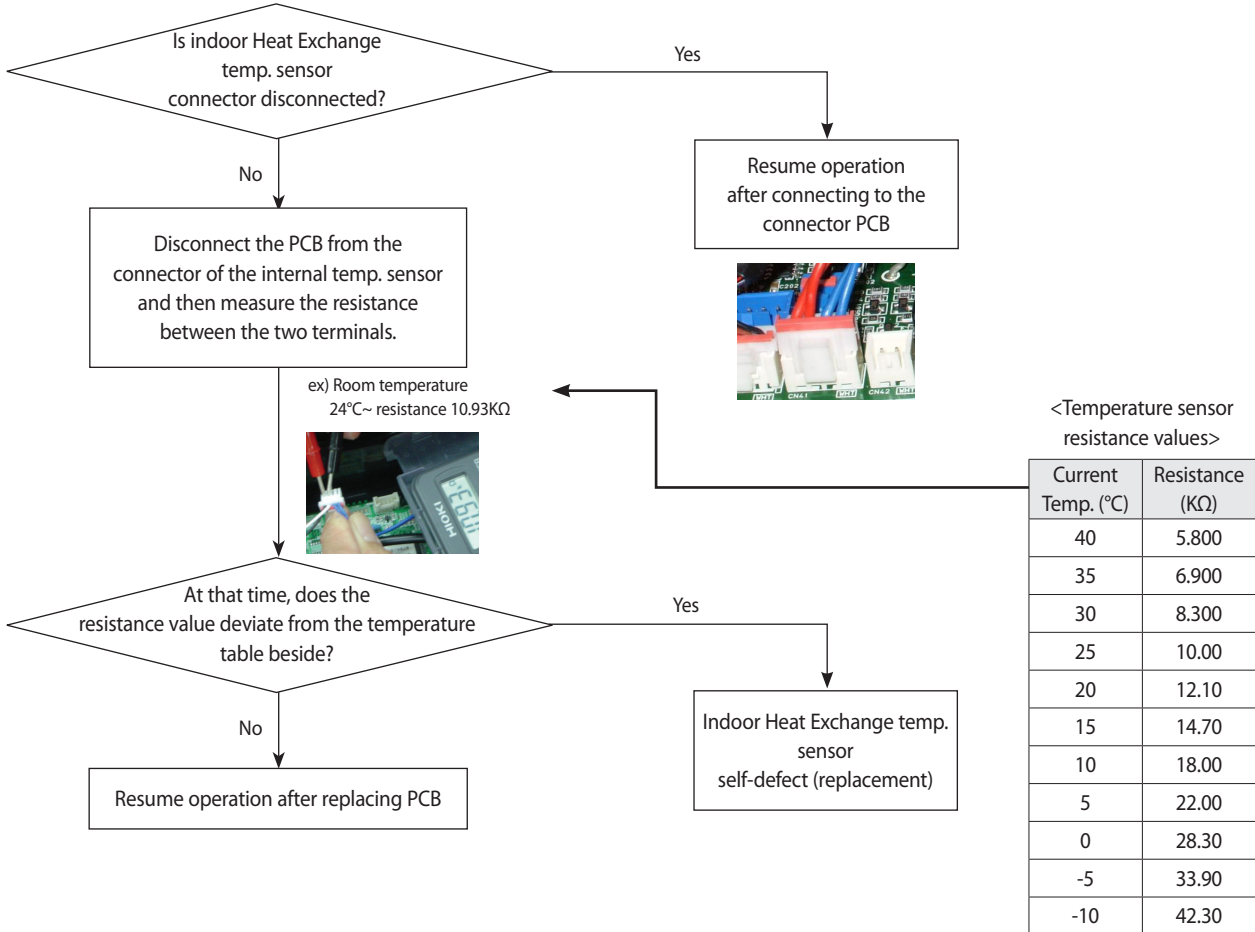 Is indoor Heat Exchange
temp. sensor
connector disconnected?
Yes
No
Resume operation
after connecting to the
connector PCB
Disconnect the PCB from the
connector of the internal temp. sensor
and then measure the resistance
between the two terminals.
C202
CN41
WHT
CN42
WHT
ex) Room temperature
24°C~ resistance 10.93KΩ
HIOKI
<Temperature sensor
resistance values>
Current
Temp. (°C)
Resistance
(KΩ)
40 5.800
35 6.900
30 8.300
25 10.00
20 12.10
15 14.70
10 18.00
5 22.00
0 28.30
-5 33.90
-10 42.30
At that time, does the
resistance value deviate from the temperature
table beside?
Yes
No
Indoor Heat Exchange temp.
sensor
self-defect (replacement)
Resume operation after replacing PCB